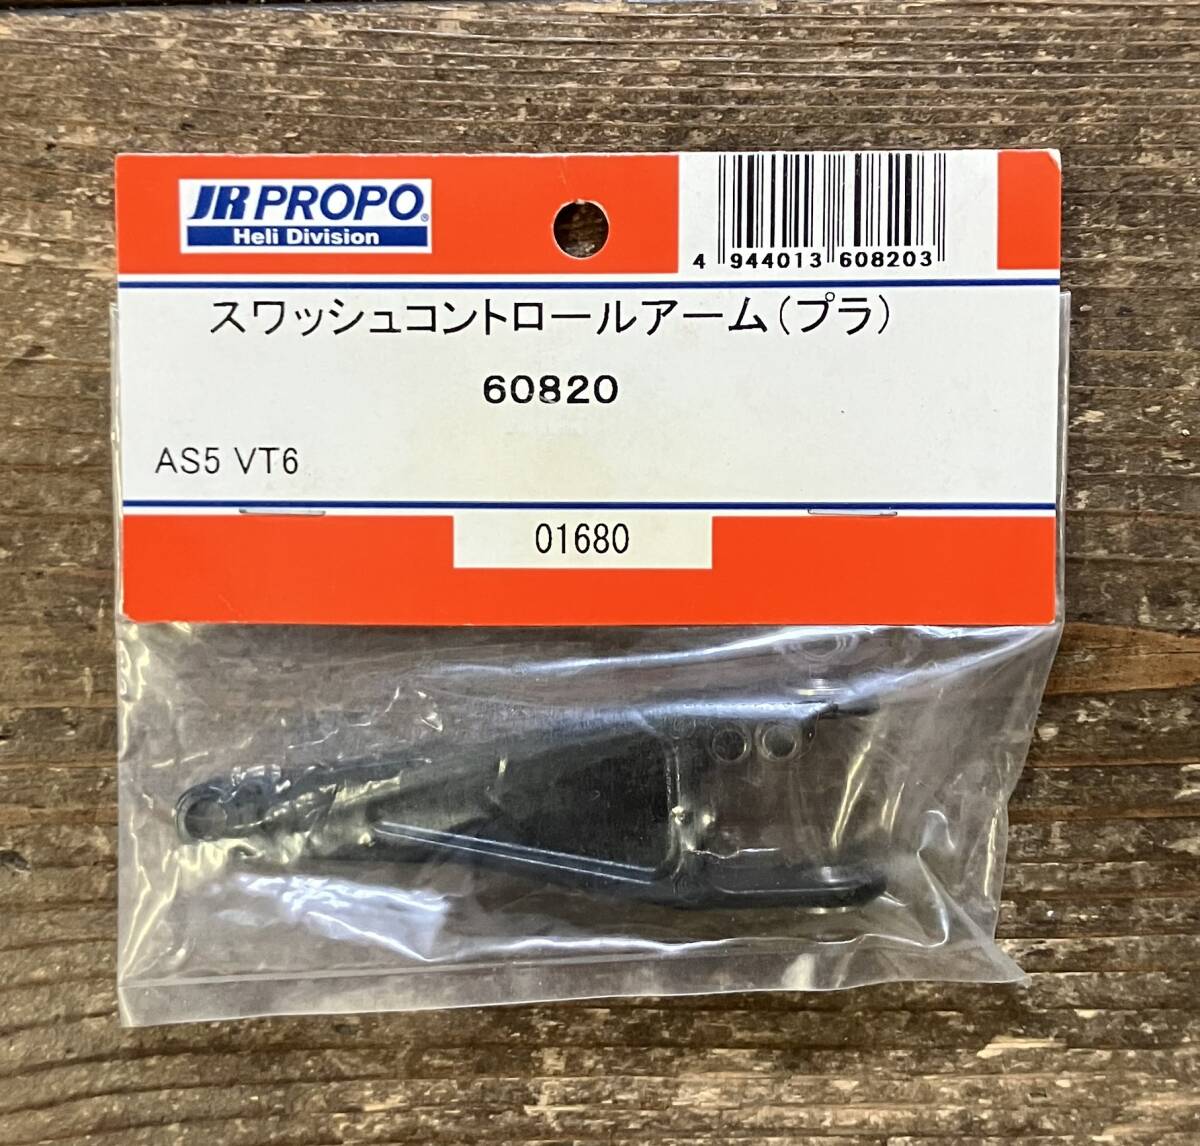 JR PROPO®
Heli Division
4 944013 608203
スワッシュコントロールアーム(プラ)
60820
AS5 VT6
01680